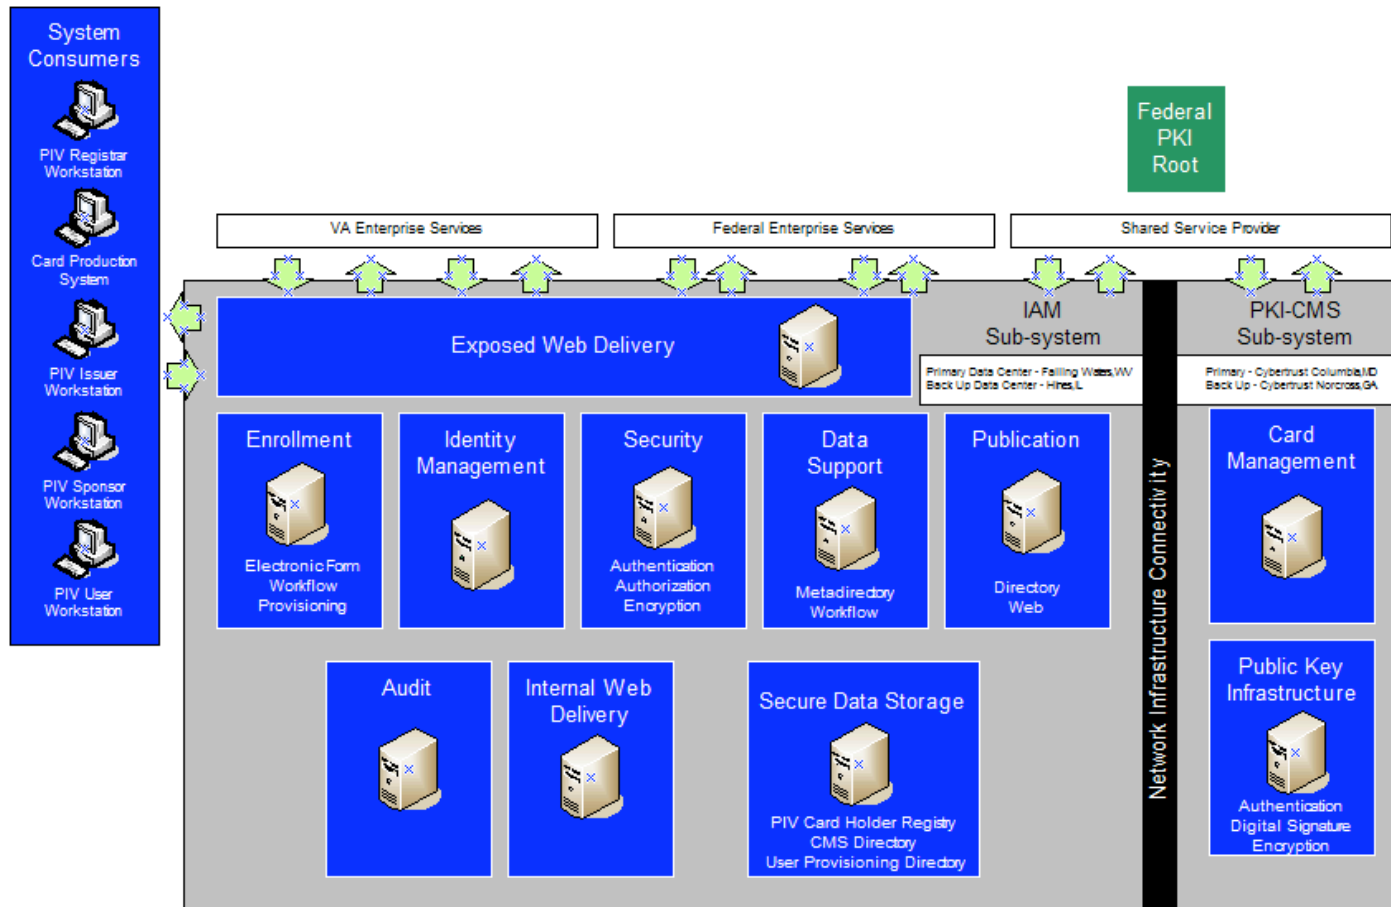 System
Consumers
PIV Registrar
Workstation
Card Production
System
PIV Issuer
Workstation
PIV Sponsor
Workstation
PIV User
Workstation
Federal
PKI
Root
VA Enterprise Services
Federal Enterprise Services
Shared Service Provider
Exposed Web Delivery
IAM
Sub-system
Primary Data Center - Falling Waters,WV
Back Up Data Center - Hines,IL
PKI-CMS
Sub-system
Primary - Cybertrust Columbia,MD
Back Up - Cybertrust Norcross,GA
Enrollment
Electronic Form
Workflow
Provisioning
Identity
Management
Security
Authentication
Authorization
Encryption
Data
Support
Metadirectory
Workflow
Publication
Directory
Web
Network Infrastructure Connectivity
Card
Management
Audit
Internal Web
Delivery
Secure Data Storage
PIV Card Holder Registry
CMS Directory
User Provisioning Directory
Public Key
Infrastructure
Authentication
Digital Signature
Encryption